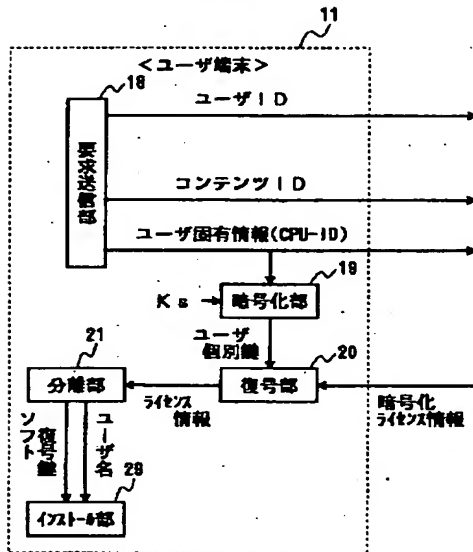 11
<ユーザ端末>
18
ユーザID
要求送信部
コンテンツID
ユーザ固有情報(CPU-ID)
19
Ks
暗号化部
ユーザ
個別鍵
21
20
分離部
復号部
ライセンス
情報
暗号化
ライセンス情報
ソフト
復号鍵
ユーザ名
29
インストール部